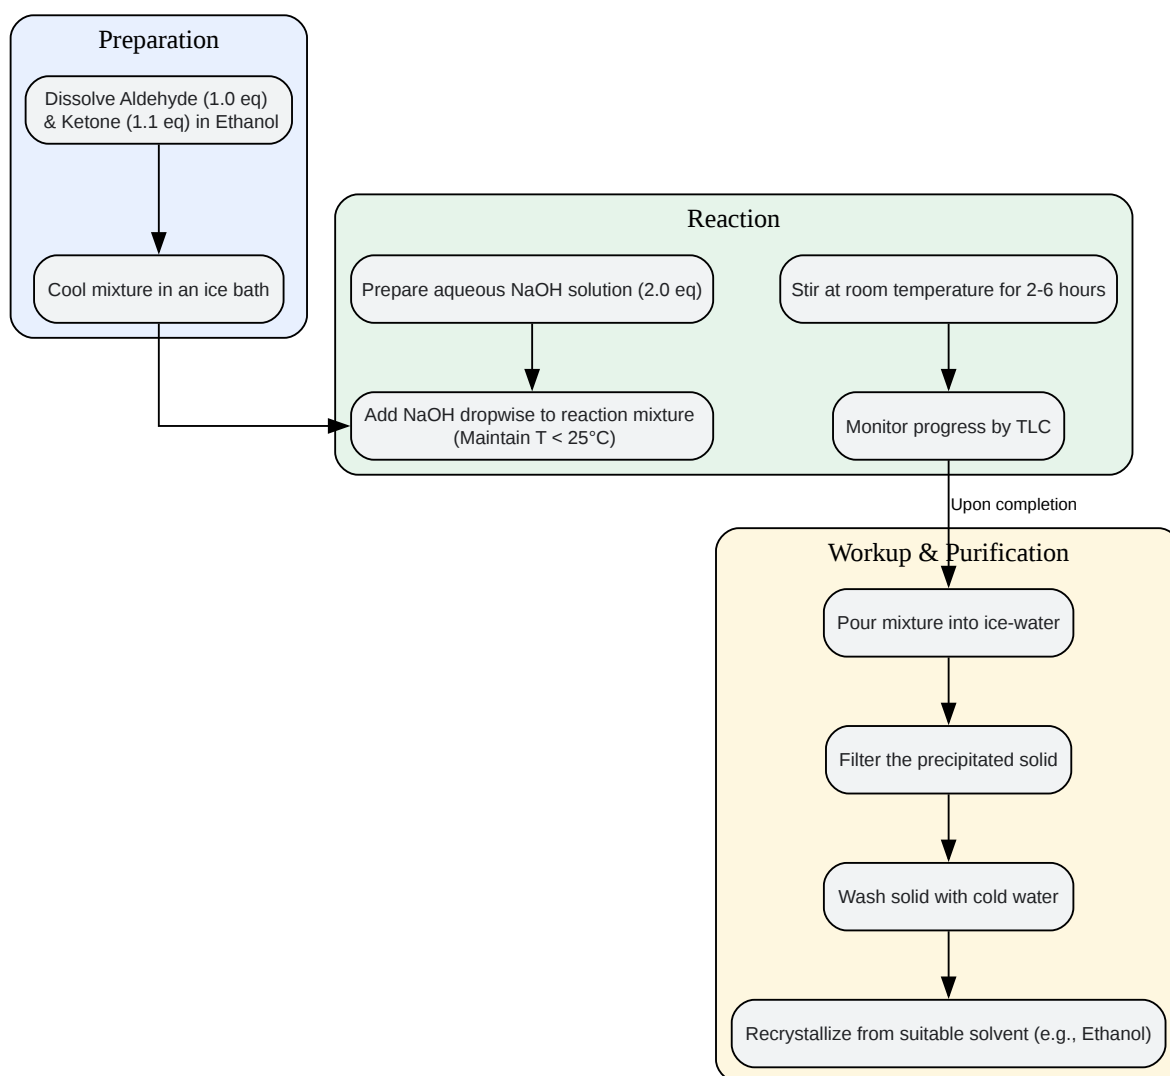 Preparation
Dissolve Aldehyde (1.0 eq)
& Ketone (1.1 eq) in Ethanol
Cool mixture in an ice bath
Reaction
Prepare aqueous NaOH solution (2.0 eq)
Stir at room temperature for 2-6 hours
Add NaOH dropwise to reaction mixture
(Maintain T < 25°C)
Monitor progress by TLC
Upon completion
Workup & Purification
Pour mixture into ice-water
Filter the precipitated solid
Wash solid with cold water
Recrystallize from suitable solvent (e.g., Ethanol)